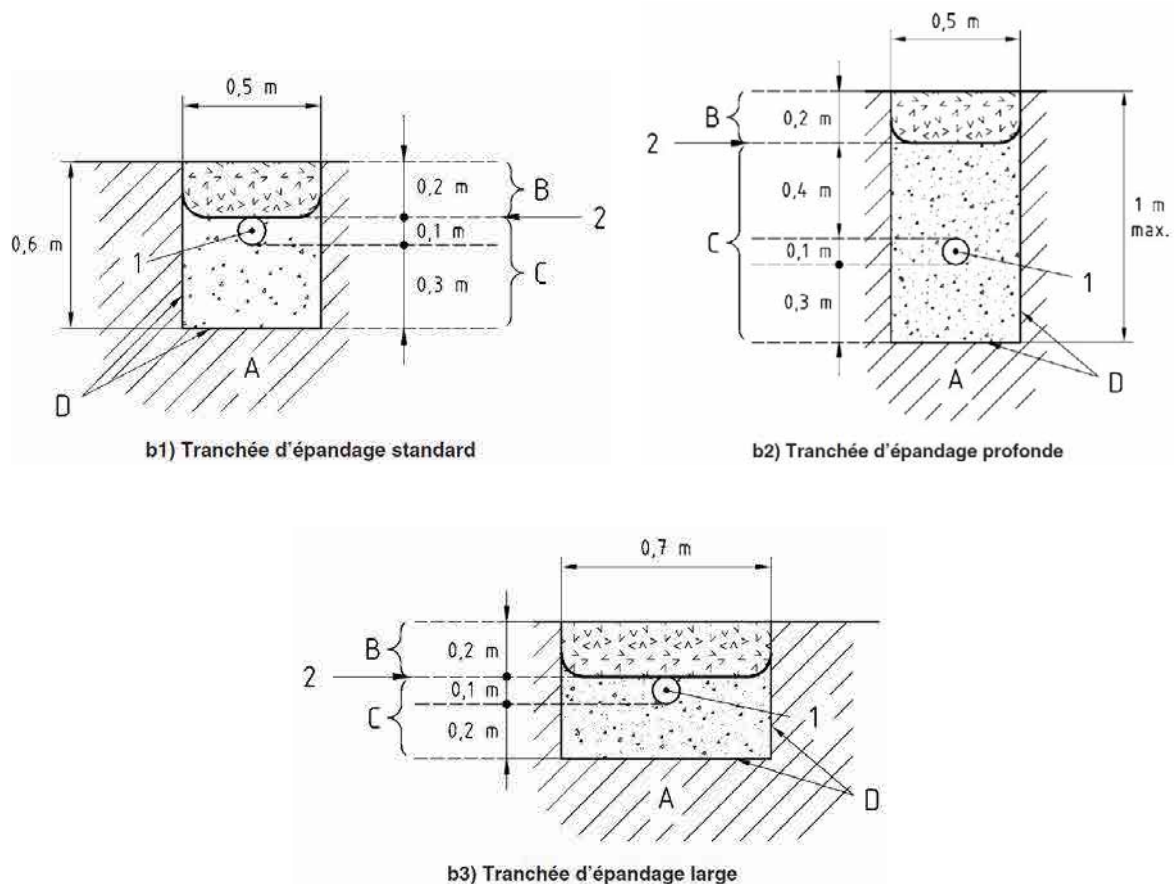 0,5 m
0,2 m
B
2
0,1 m
0,6 m
1
C
0,3 m
A
D
b1) Tranchée d'épandage standard
0,5 m
B
0,2 m
2
0,4 m
1 m
max.
C
0,1 m
1
0,3 m
A
D
b2) Tranchée d'épandage profonde
0,7 m
B
0,2 m
2
0,1 m
1
C
0,2 m
A
D
b3) Tranchée d'épandage large